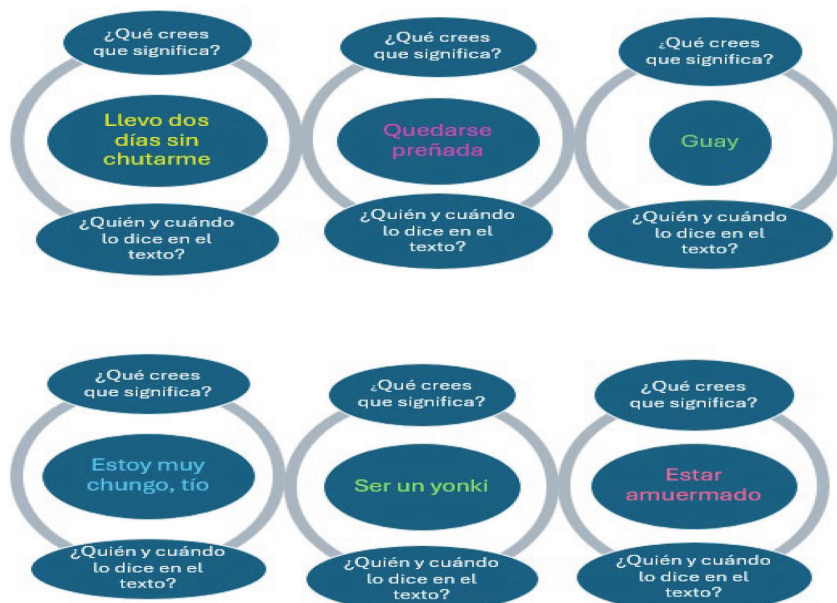 ¿Qué crees
que significa?
Llevo dos
días sin
chutarme
¿Quién y cuándo
lo dice en el
texto?
¿Qué crees
que significa?
Quedarse
preñada
¿Quién y cuándo
lo dice en el
texto?
¿Qué crees
que significa?
Guay
¿Quién y cuándo
lo dice en el
texto?
¿Qué crees
que significa?
Estoy muy
chungo, tío
¿Quién y cuándo
lo dice en el
texto?
¿Qué crees
que significa?
Ser un yonki
¿Quién y cuándo
lo dice en el
texto?
¿Qué crees
que significa?
Estar
amuermado
¿Quién y cuándo
lo dice en el
texto?